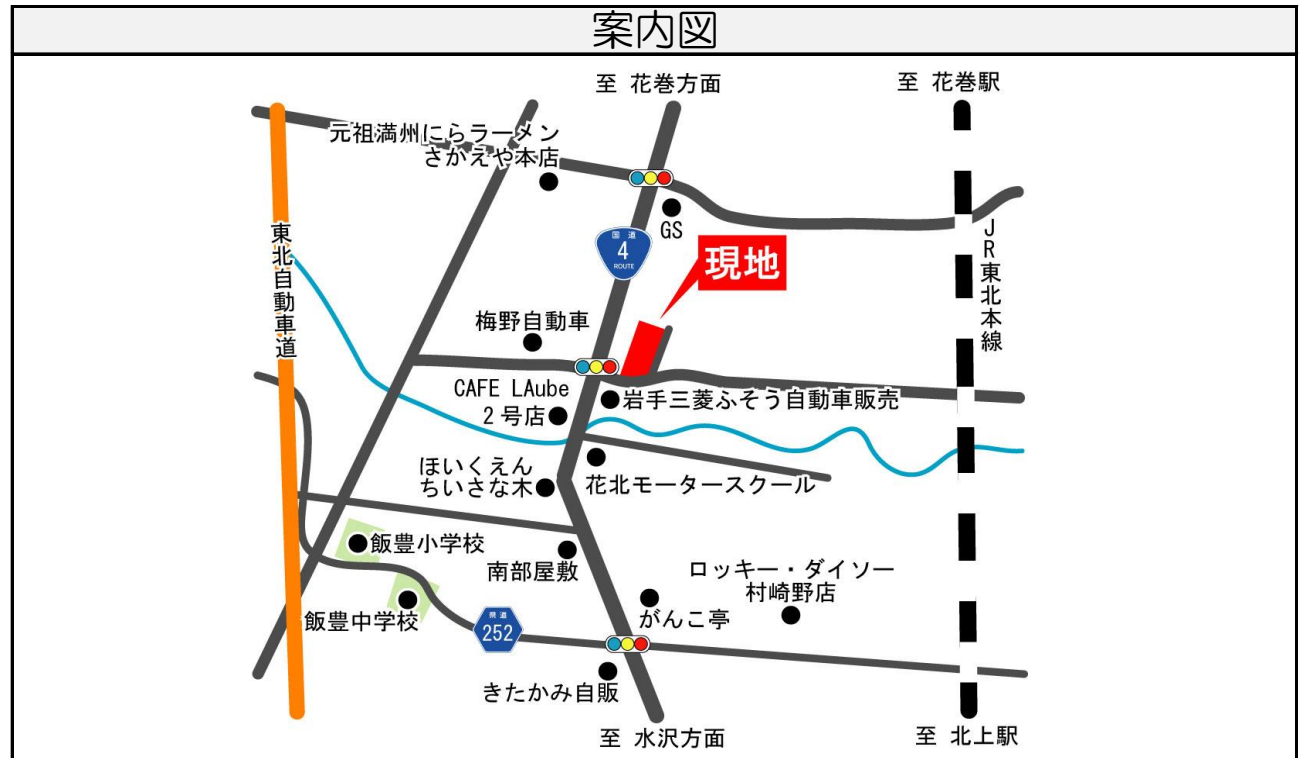 案内図
至 花巻方面
至 花巻駅
元祖満州にらラーメン
さかえや本店
GS
国道
4
ROUTE
現地
東北自動車道
JR東北本線
梅野自動車
CAFE LAube
2号店
岩手三菱ふそう自動車販売
ほいくえん
ちいさな木
花北モータースクール
飯豊小学校
南部屋敷
ロッキー・ダイソー
村崎野店
飯豊中学校
県道
252
がんこ亭
きたかみ自販
至 水沢方面
至 北上駅